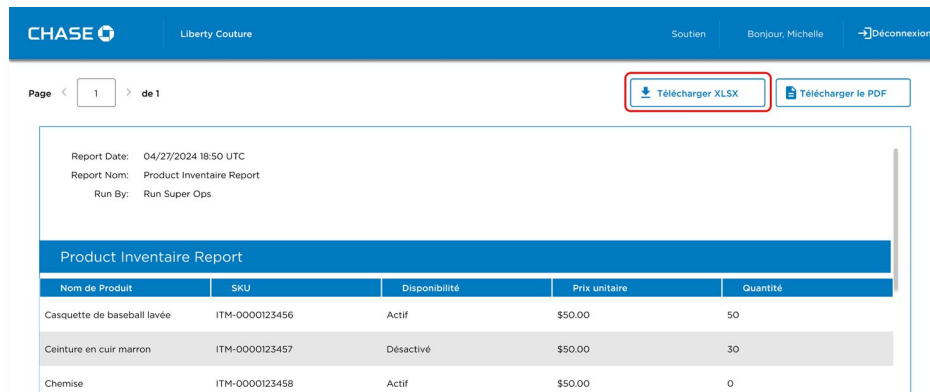 CHASE Liberty Couture Soutien Bonjour, Michelle Déconnexion
Page 1 de 1 Télécharger XLSX Télécharger le PDF
Report Date: 04/27/2024 18:50 UTC
Report Nom: Product Inventaire Report
Run By: Run Super Ops
Product Inventaire Report
Nom de Produit SKU Disponibilité Prix unitaire Quantité
Casquette de baseball lavée ITM-0000123456 Actif $50.00 50
Ceinture en cuir marron ITM-0000123457 Désactivé $50.00 30
Chemise ITM-0000123458 Actif $50.00 0